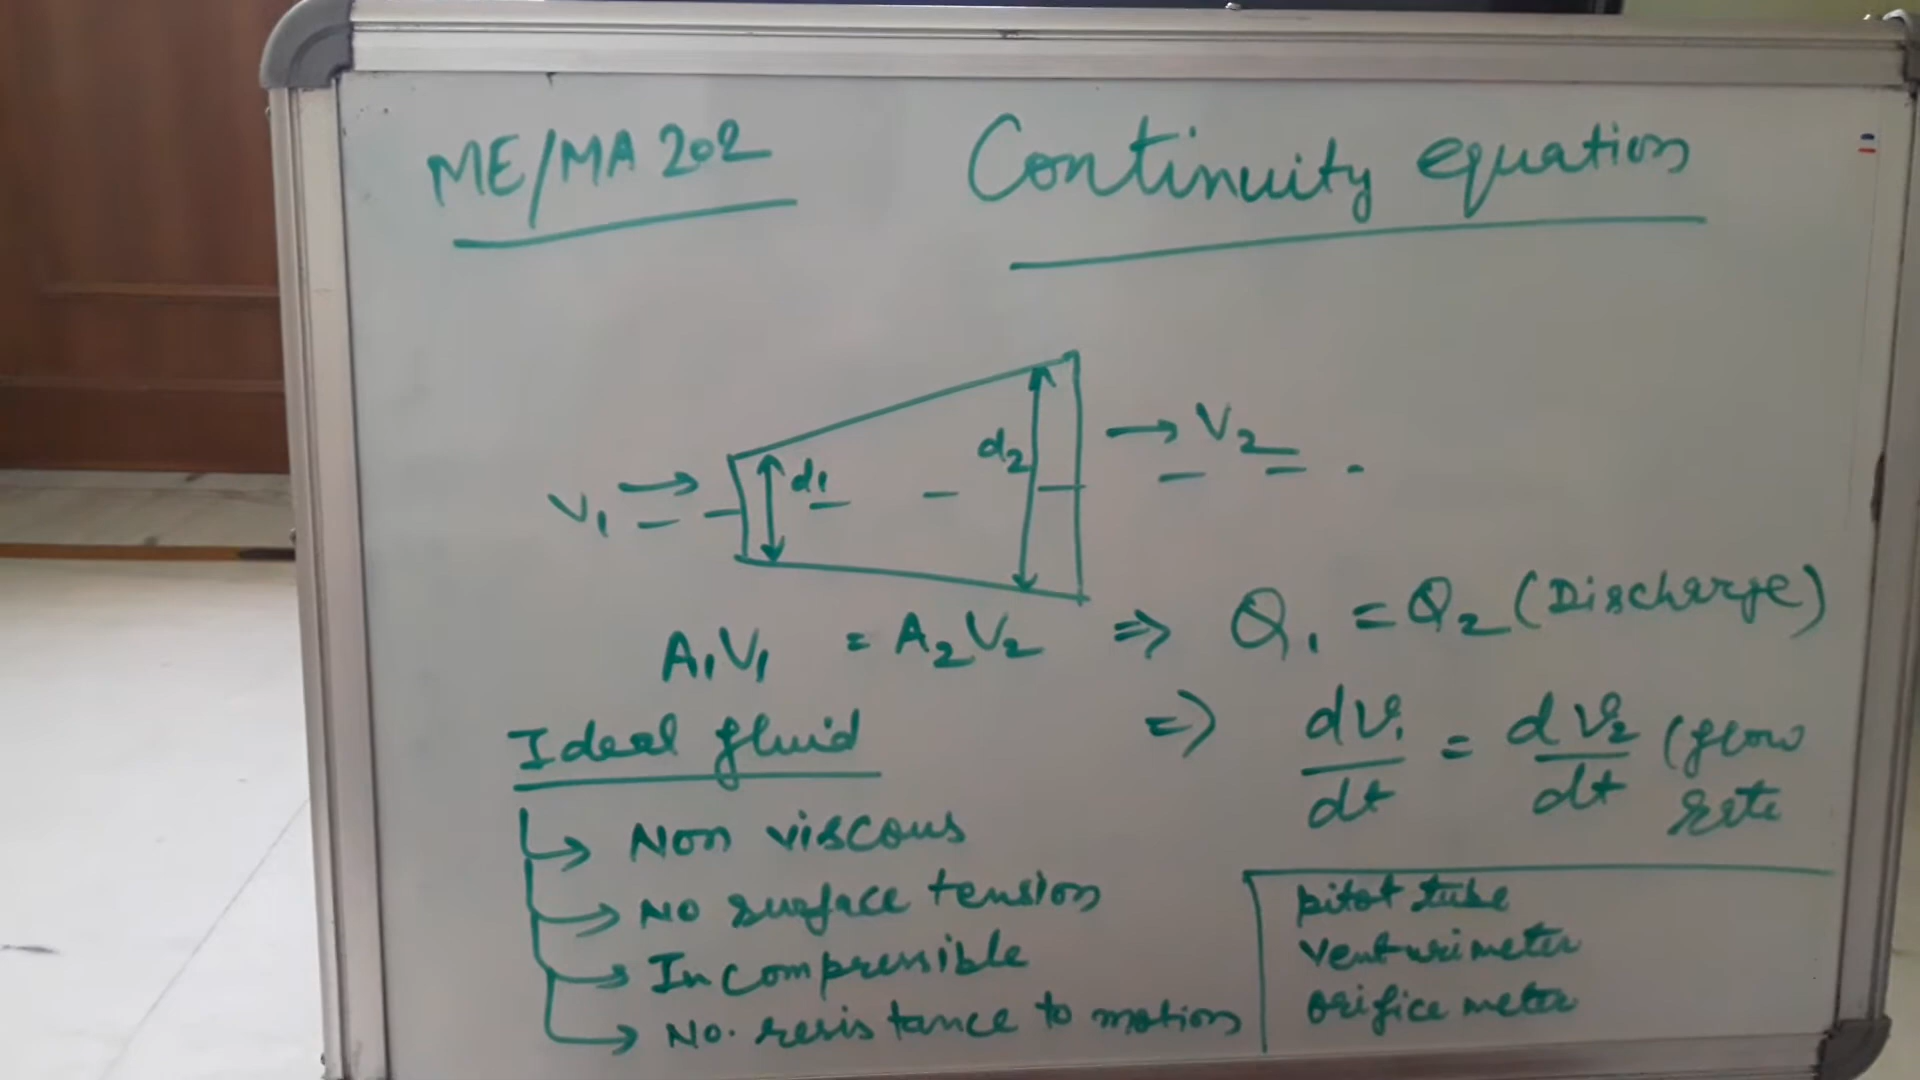 ME/MA 202
Continuity equation
V₁
d₁
d₂
V₂
A₁V₁ = A₂V₂ => Q₁ = Q₂ (Discharge)
=> dV₁/dt = dV₂/dt (flow rate
Ideal fluid
Non viscous
No surface tension
Incompressible
No. resistance to motion
pitot tube
venturimeter
orifice meter